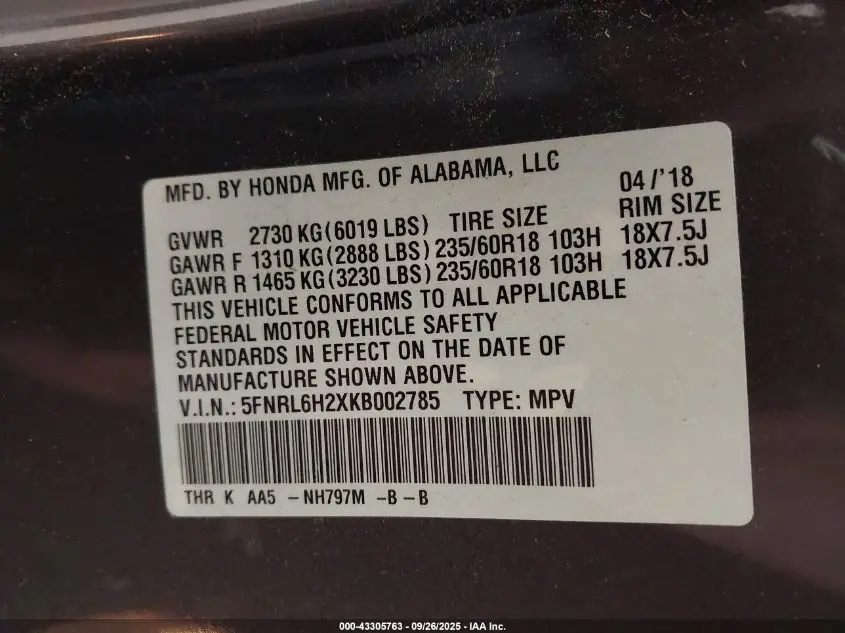 MFD. BY HONDA MFG. OF ALABAMA, LLC 04/'18
GVWR 2730 KG(6019 LBS) TIRE SIZE RIM SIZE
GAWR F 1310 KG(2888 LBS) 235/60R18 103H 18X7.5J
GAWR R 1465 KG(3230 LBS) 235/60R18 103H 18X7.5J
THIS VEHICLE CONFORMS TO ALL APPLICABLE
FEDERAL MOTOR VEHICLE SAFETY
STANDARDS IN EFFECT ON THE DATE OF
MANUFACTURE SHOWN ABOVE.
V.I.N.: 5FNRL6H2XKB002785 TYPE: MPV
THR K AA5 -NH797M -B-B
000-43305763 - 09/26/2025 - IAA Inc.